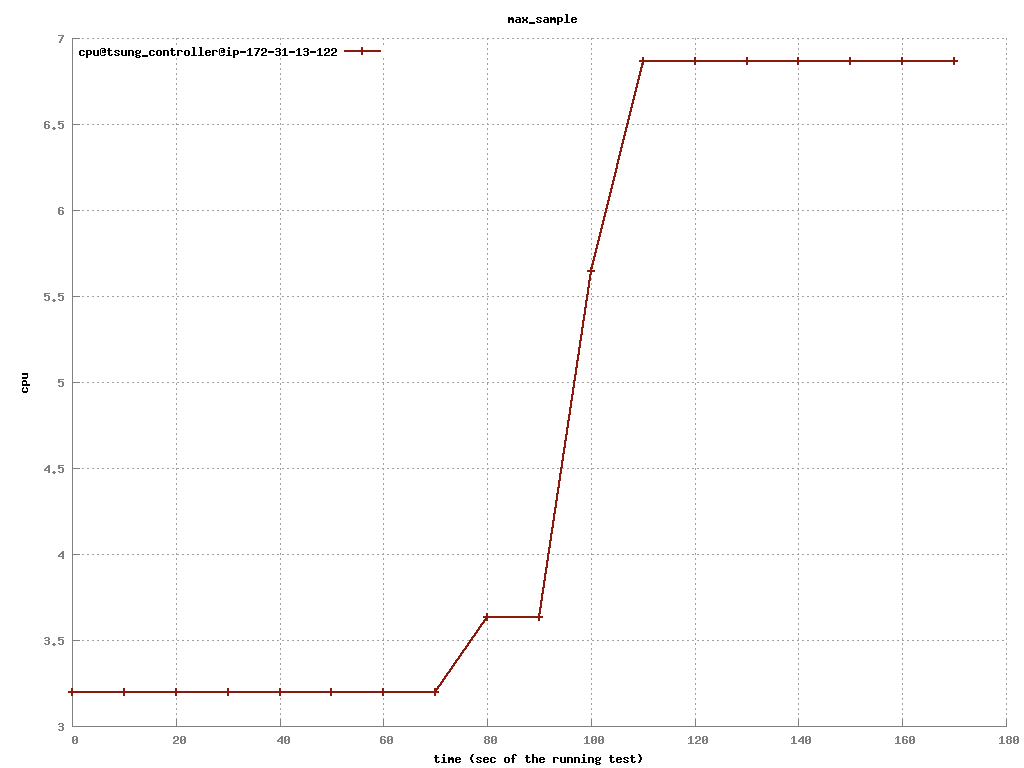 max_sample
cpu@tsung_controller@ip-172-31-13-122
7
6.5
6
5.5
5
4.5
4
3.5
3
cpu
0 20 40 60 80 100 120 140 160 180
time (sec of the running test)